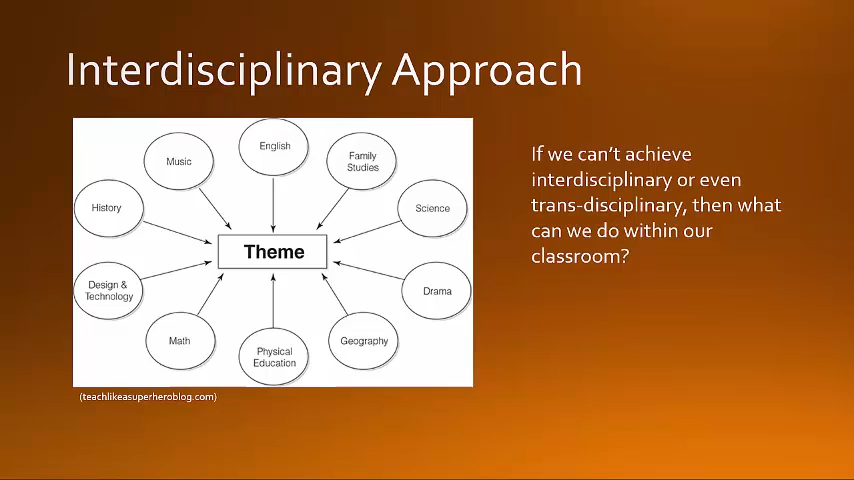 Interdisciplinary Approach
English
Music
Family
Studies
History
Science
Theme
Design &
Technology
Drama
Math
Geography
Physical
Education
(teachlikeasuperheroblog.com)
If we can't achieve
interdisciplinary or even
trans-disciplinary, then what
can we do within our
classroom?